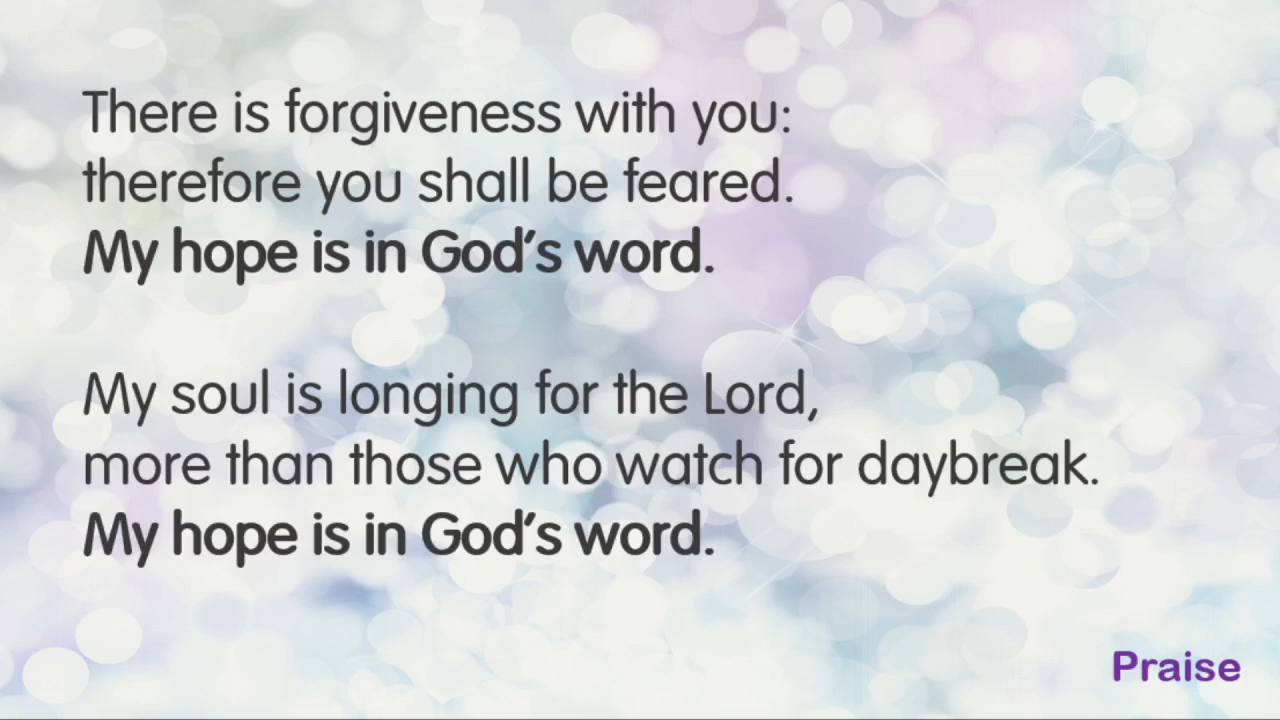 There is forgiveness with you:
therefore you shall be feared.
My hope is in God’s word.
My soul is longing for the Lord,
more than those who watch for daybreak.
My hope is in God’s word.
Praise